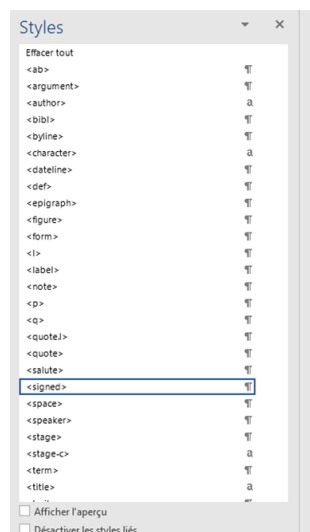 Styles
Effacer tout
<ab> ¶
<argument> ¶
<author> a
<bibl> ¶
<byline> ¶
<character> a
<dateline> ¶
<def> ¶
<epigraph> ¶
<figure> ¶
<form> ¶
<l> ¶
<label> ¶
<note> ¶
<p> ¶
<q> ¶
<quote.l> ¶
<quote> ¶
<salute> ¶
<signed> ¶
<space> ¶
<speaker> ¶
<stage> ¶
<stage-c> a
<term> ¶
<title> a
Afficher l'aperçu
Désactiver les styles liés